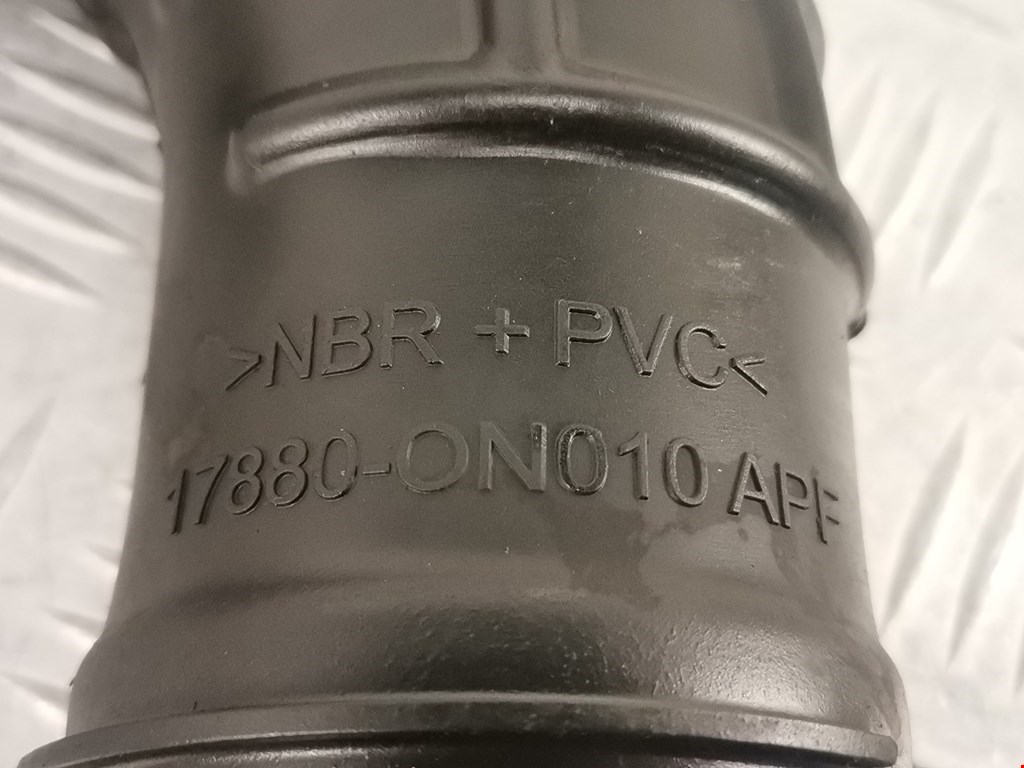 >NBR + PVC<
17880-0N010 APF